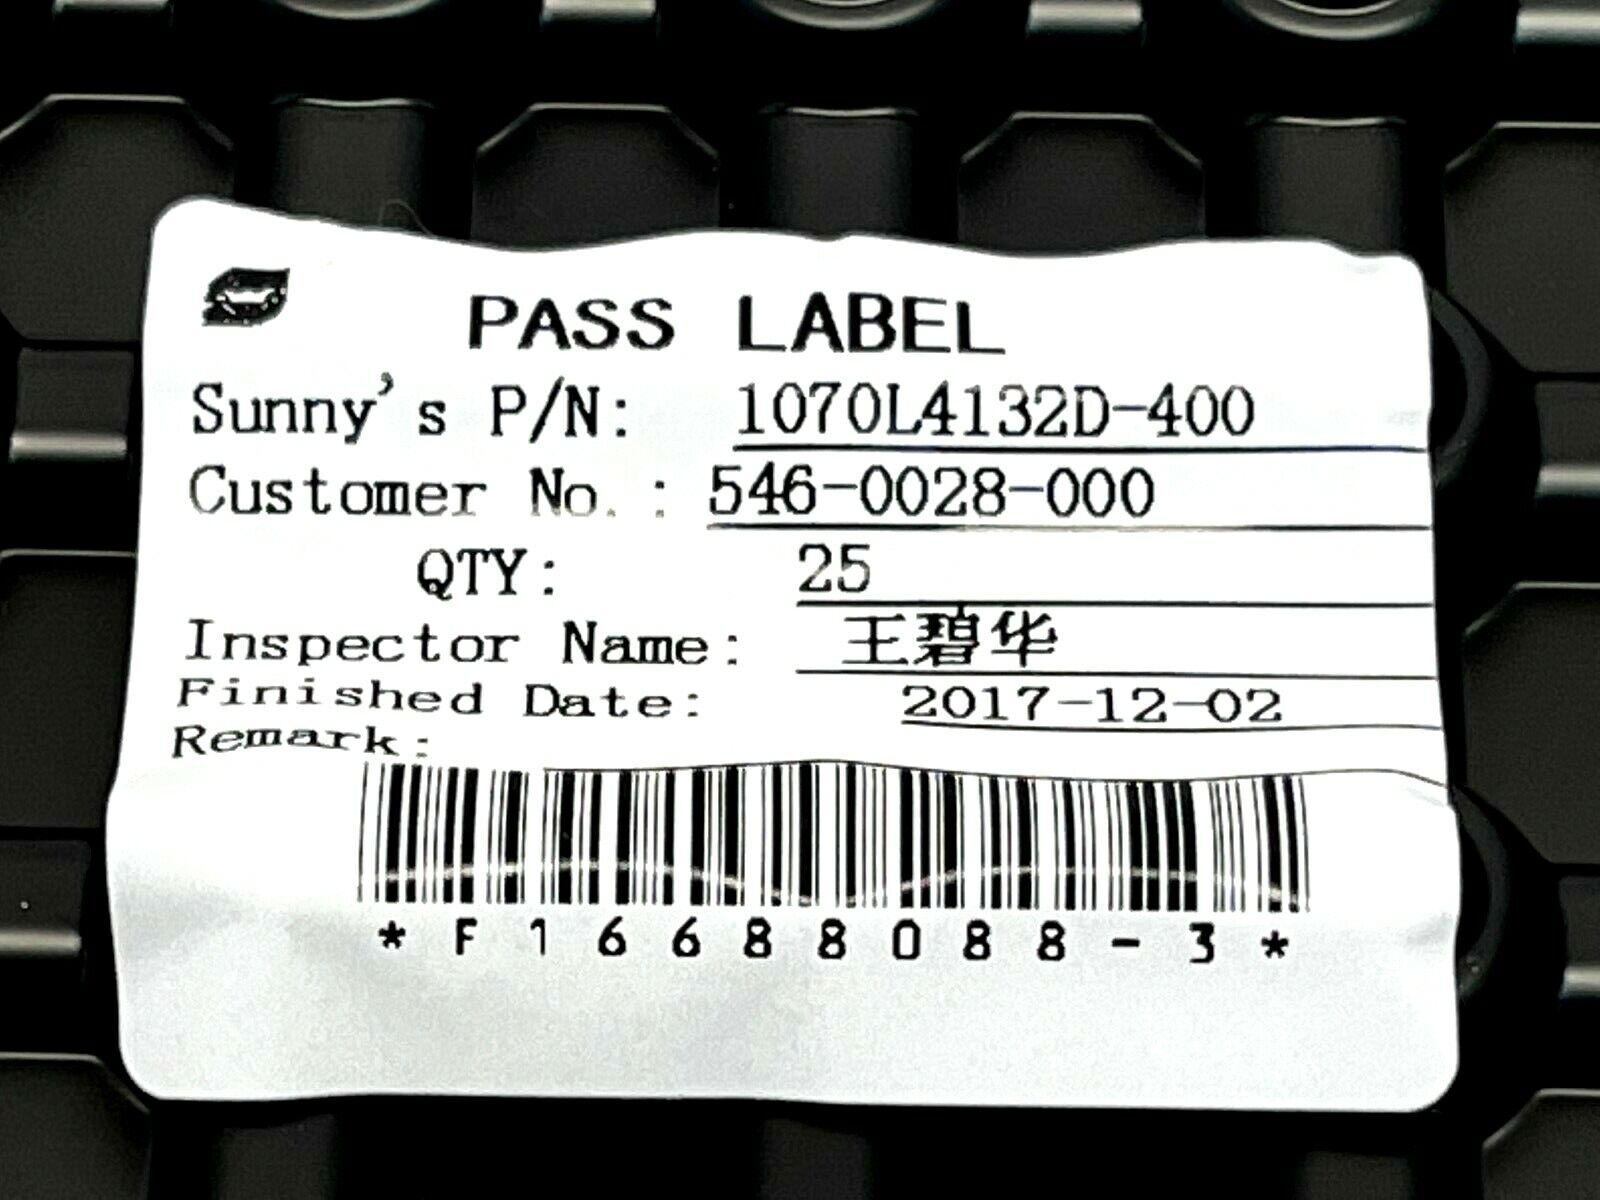 PASS LABEL
Sunny's P/N: 1070L4132D-400
Customer No.: 546-0028-000
QTY: 25
Inspector Name: 王碧华
Finished Date: 2017-12-02
Remark:
*F16688088-3*